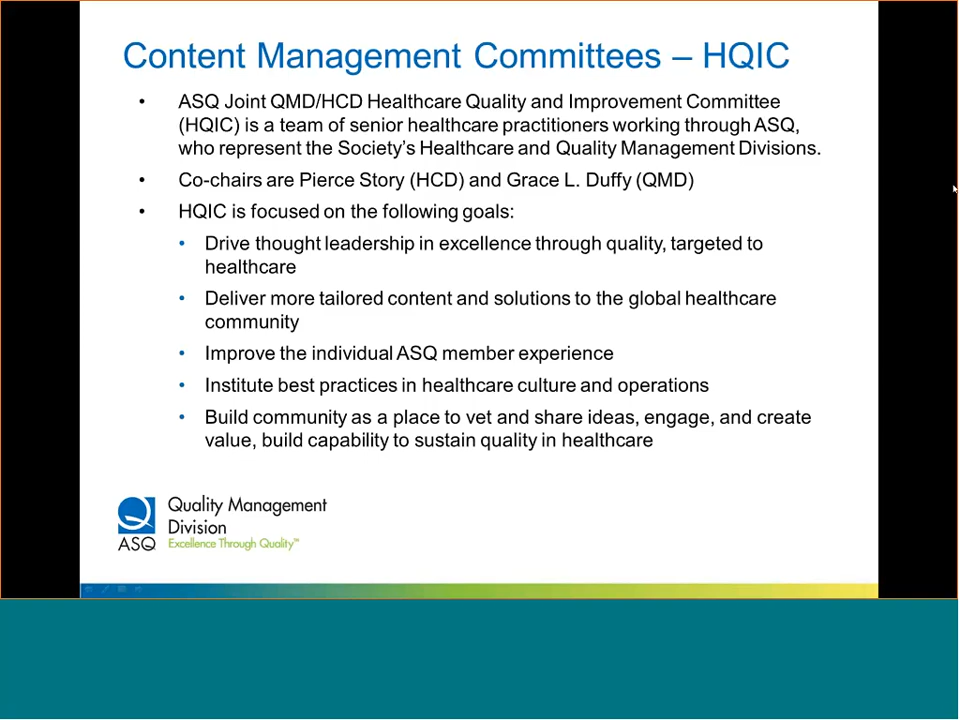 Content Management Committees – HQIC
• ASQ Joint QMD/HCD Healthcare Quality and Improvement Committee
(HQIC) is a team of senior healthcare practitioners working through ASQ,
who represent the Society's Healthcare and Quality Management Divisions.
• Co-chairs are Pierce Story (HCD) and Grace L. Duffy (QMD)
• HQIC is focused on the following goals:
• Drive thought leadership in excellence through quality, targeted to
healthcare
• Deliver more tailored content and solutions to the global healthcare
community
• Improve the individual ASQ member experience
• Institute best practices in healthcare culture and operations
• Build community as a place to vet and share ideas, engage, and create
value, build capability to sustain quality in healthcare
Quality Management
Division
ASQ Excellence Through Quality™